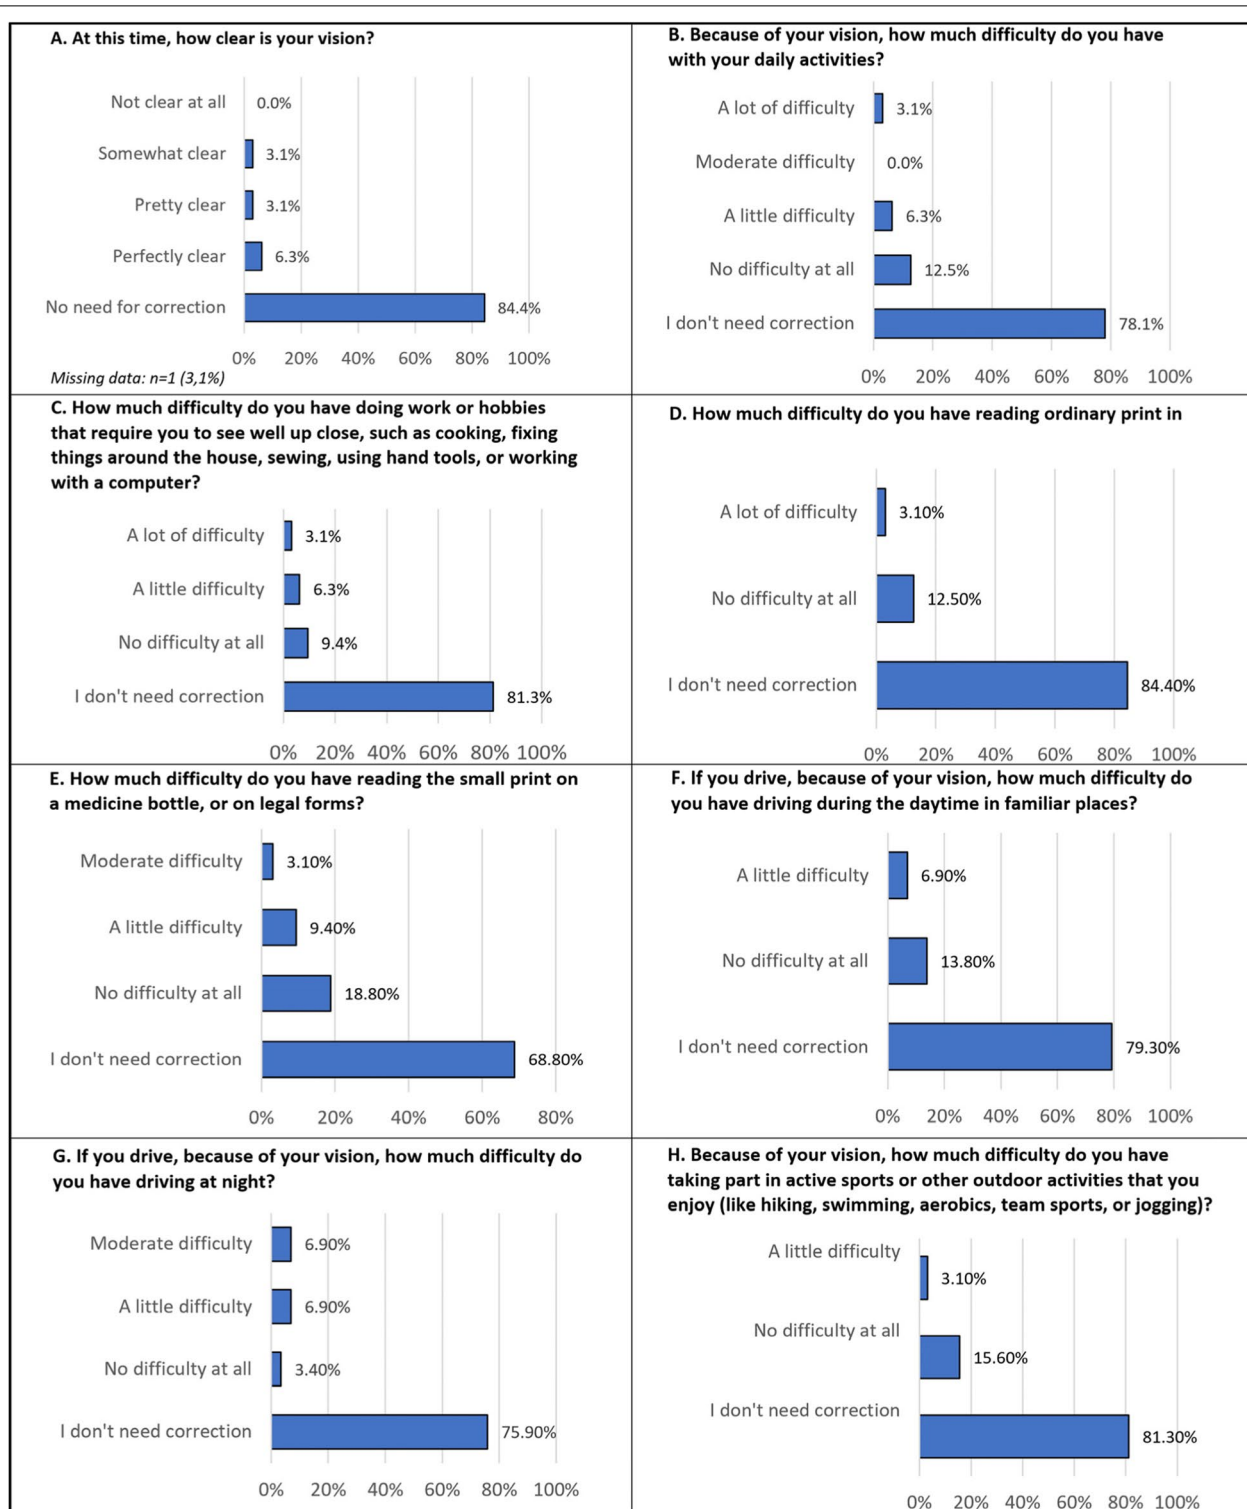 A. At this time, how clear is your vision?
Not clear at all 0.0%
Somewhat clear 3.1%
Pretty clear 3.1%
Perfectly clear 6.3%
No need for correction 84.4%
0% 20% 40% 60% 80% 100%
Missing data: n=1 (3,1%)
B. Because of your vision, how much difficulty do you have
with your daily activities?
A lot of difficulty 3.1%
Moderate difficulty 0.0%
A little difficulty 6.3%
No difficulty at all 12.5%
I don't need correction 78.1%
0% 20% 40% 60% 80% 100%
C. How much difficulty do you have doing work or hobbies
that require you to see well up close, such as cooking, fixing
things around the house, sewing, using hand tools, or working
with a computer?
A lot of difficulty 3.1%
A little difficulty 6.3%
No difficulty at all 9.4%
I don't need correction 81.3%
0% 20% 40% 60% 80% 100%
D. How much difficulty do you have reading ordinary print in
A lot of difficulty 3.10%
No difficulty at all 12.50%
I don't need correction 84.40%
0% 20% 40% 60% 80% 100%
E. How much difficulty do you have reading the small print on
a medicine bottle, or on legal forms?
Moderate difficulty 3.10%
A little difficulty 9.40%
No difficulty at all 18.80%
I don't need correction 68.80%
0% 20% 40% 60% 80%
F. If you drive, because of your vision, how much difficulty do
you have driving during the daytime in familiar places?
A little difficulty 6.90%
No difficulty at all 13.80%
I don't need correction 79.30%
0% 20% 40% 60% 80% 100%
G. If you drive, because of your vision, how much difficulty do
you have driving at night?
Moderate difficulty 6.90%
A little difficulty 6.90%
No difficulty at all 3.40%
I don't need correction 75.90%
0% 20% 40% 60% 80% 100%
H. Because of your vision, how much difficulty do you have
taking part in active sports or other outdoor activities that you
enjoy (like hiking, swimming, aerobics, team sports, or jogging)?
A little difficulty 3.10%
No difficulty at all 15.60%
I don't need correction 81.30%
0% 20% 40% 60% 80% 100%